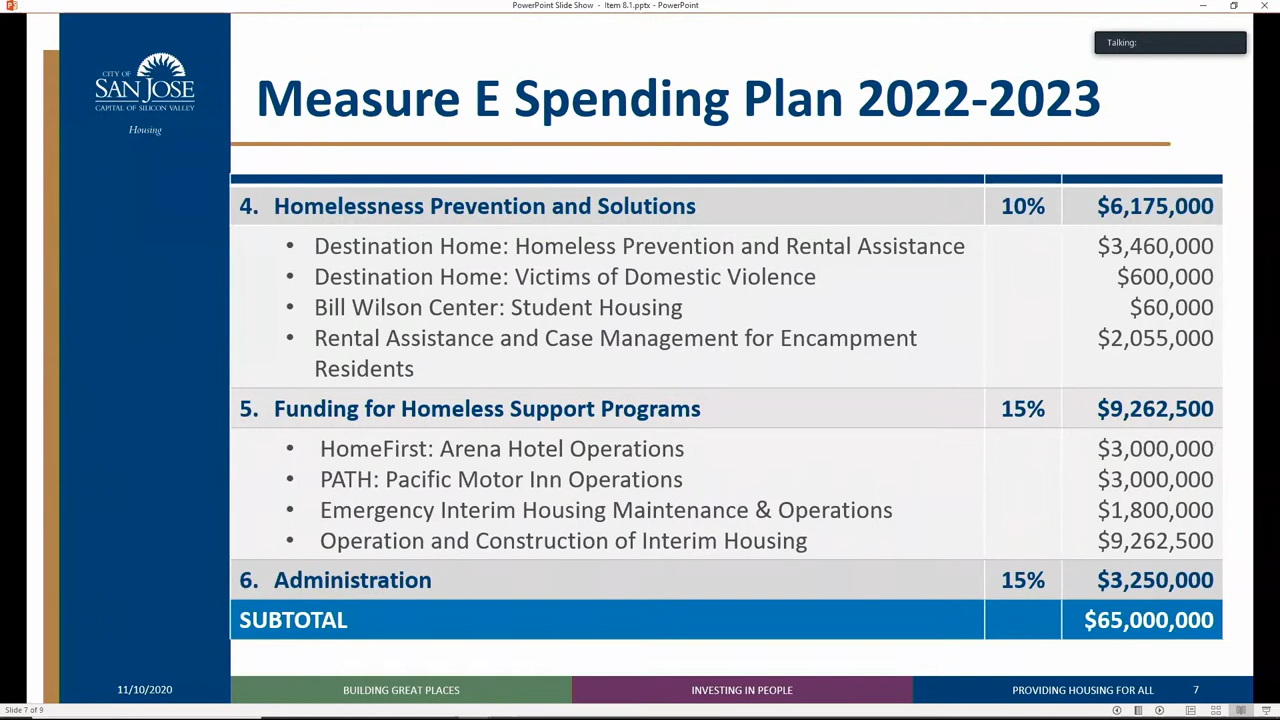 PowerPoint Slide Show - Item 8.1.pptx - PowerPoint
Talking:
CITY OF
SAN JOSE
CAPITAL OF SILICON VALLEY
Housing
Measure E Spending Plan 2022-2023
4. Homelessness Prevention and Solutions 10% $6,175,000
• Destination Home: Homeless Prevention and Rental Assistance $3,460,000
• Destination Home: Victims of Domestic Violence $600,000
• Bill Wilson Center: Student Housing $60,000
• Rental Assistance and Case Management for Encampment $2,055,000
Residents
5. Funding for Homeless Support Programs 15% $9,262,500
• HomeFirst: Arena Hotel Operations $3,000,000
• PATH: Pacific Motor Inn Operations $3,000,000
• Emergency Interim Housing Maintenance & Operations $1,800,000
• Operation and Construction of Interim Housing $9,262,500
6. Administration 15% $3,250,000
SUBTOTAL $65,000,000
11/10/2020 BUILDING GREAT PLACES INVESTING IN PEOPLE PROVIDING HOUSING FOR ALL 7
Slide 7 of 9